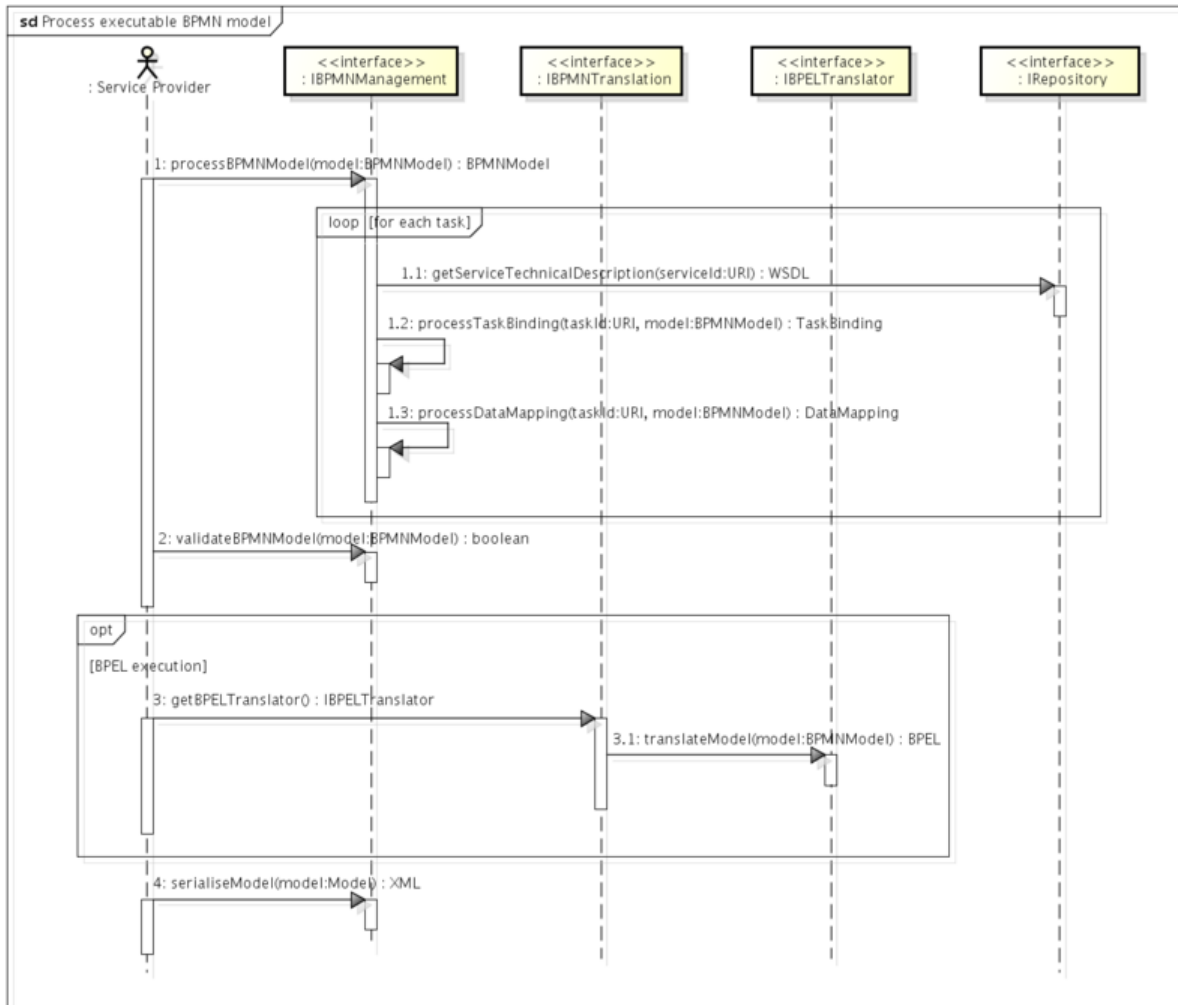 sd Process executable BPMN model
: Service Provider
<<interface>>
: IBPMNManagement
<<interface>>
: IBPMNTranslation
<<interface>>
: IBPELTranslator
<<interface>>
: IRepository
1: processBPMNModel(model:BPMNModel) : BPMNModel
loop [for each task]
1.1: getServiceTechnicalDescription(serviceId:URI) : WSDL
1.2: processTaskBinding(taskId:URI, model:BPMNModel) : TaskBinding
1.3: processDataMapping(taskId:URI, model:BPMNModel) : DataMapping
2: validateBPMNModel(model:BPMNModel) : boolean
opt
[BPEL execution]
3: getBPELTranslator() : IBPELTranslator
3.1: translateModel(model:BPMNModel) : BPEL
4: serialiseModel(model:Model) : XML